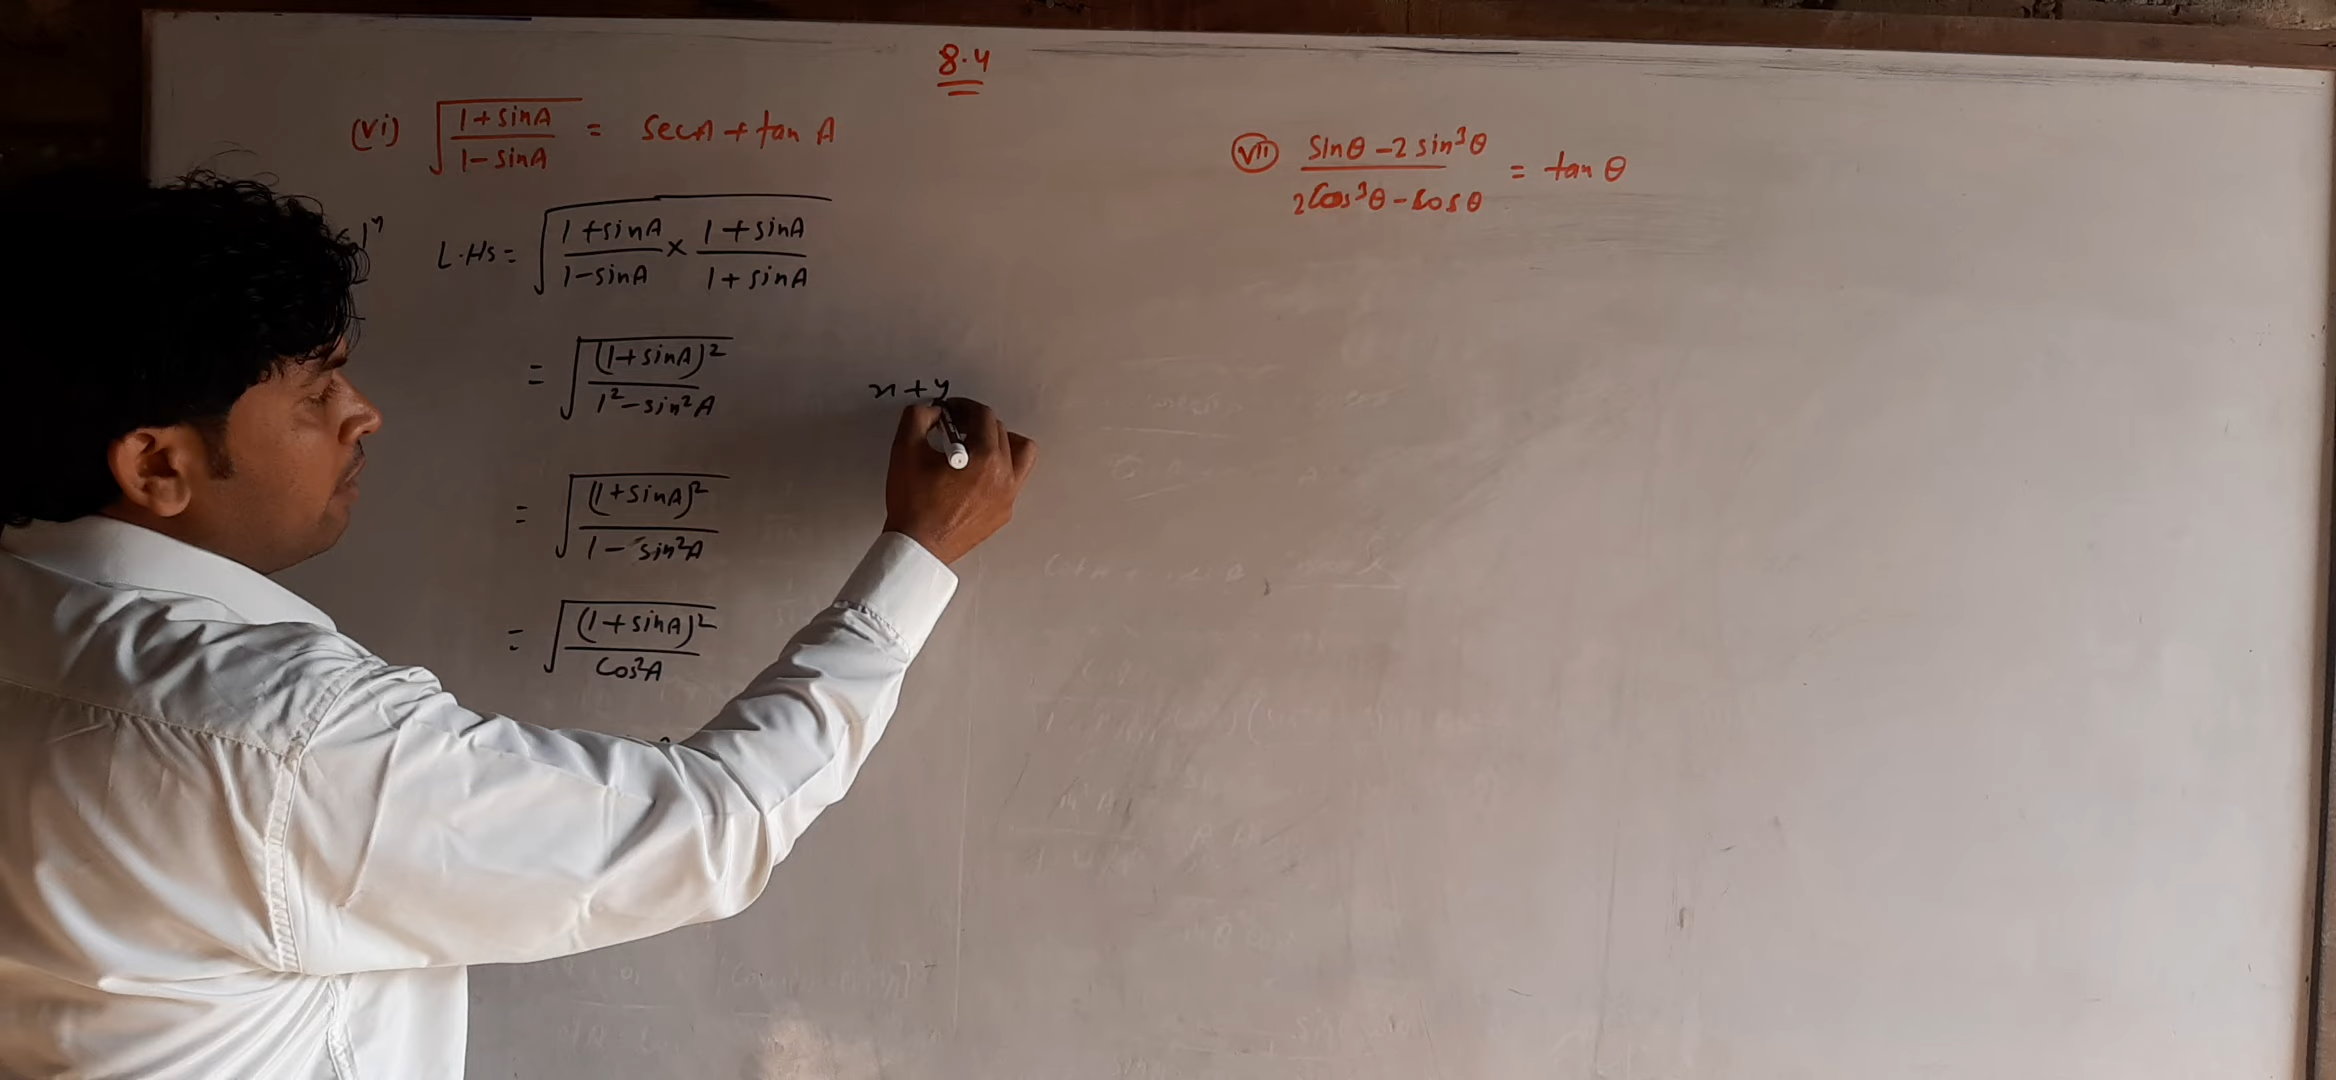 8.4
(vi) √((1+sinA)/(1-sinA)) = secA + tan A
L.Hs = √((1+sinA)/(1-sinA) × (1+sinA)/(1+sinA))
= √((1+sinA)²/(1²-sin²A))
x+y
= √((1+sinA)²/(1-sin²A))
= √((1+sinA)²/Cos²A)
(vii) (Sinθ-2sin³θ)/(2Cos³θ-Cosθ) = tanθ